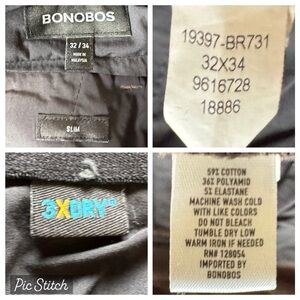 BONOBOS
32 / 34
MADE IN
MALAYSIA
SLIM
19397-BR731
32X34
9616728
18886
3XDRY®
Pic Stitch
59% COTTON
36% POLYAMID
5% ELASTANE
MACHINE WASH COLD
WITH LIKE COLORS
DO NOT BLEACH
TUMBLE DRY LOW
WARM IRON IF NEEDED
RN# 128054
IMPORTED BY
BONOBOS